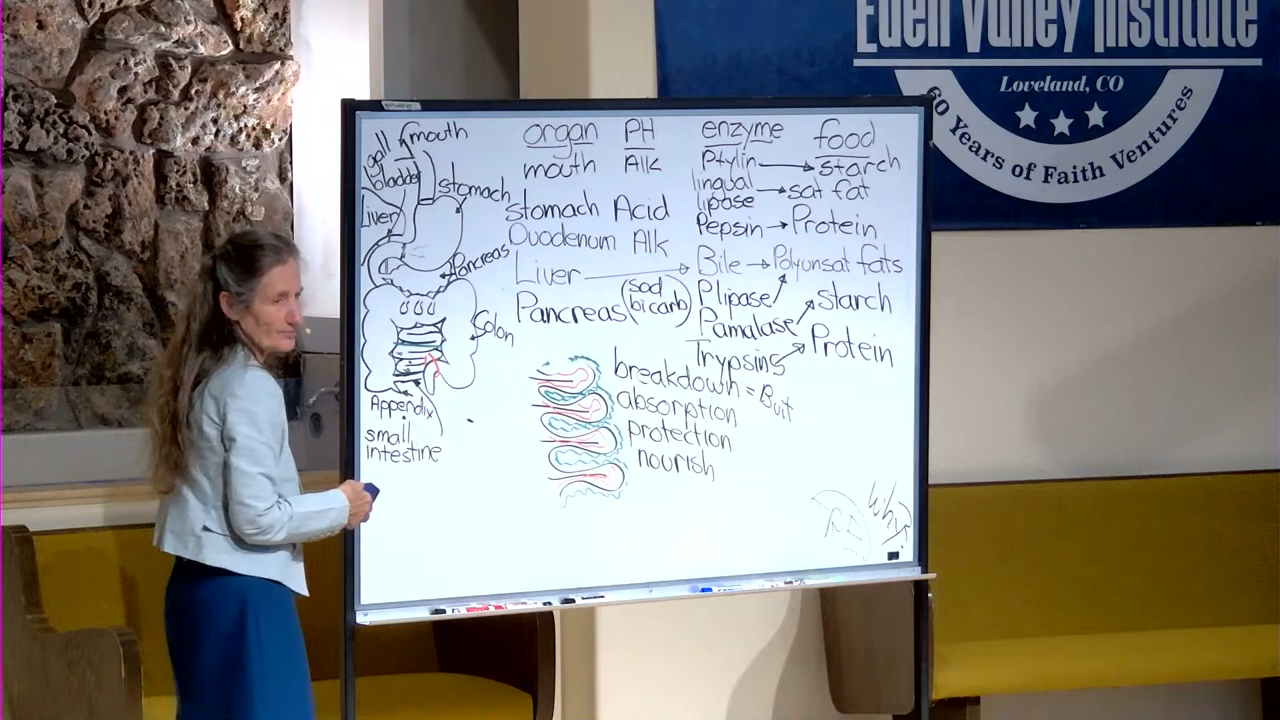 Eden Valley Institute
Loveland, CO
60 Years of Faith Ventures
gall bladder
mouth
Liver
stomach
Pancreas
Colon
Appendix
small intestine
organ PH enzyme food
mouth Alk Ptylin → starch
lingual lipase → sat fat
Stomach Acid Pepsin → Protein
Duodenum Alk
Liver → Bile → Polyunsat fats
Pancreas (sod bicarb) Plipase
Pamalase → starch
Trypsins → Protein
breakdown = B vit
absorption
protection
nourish
Why?